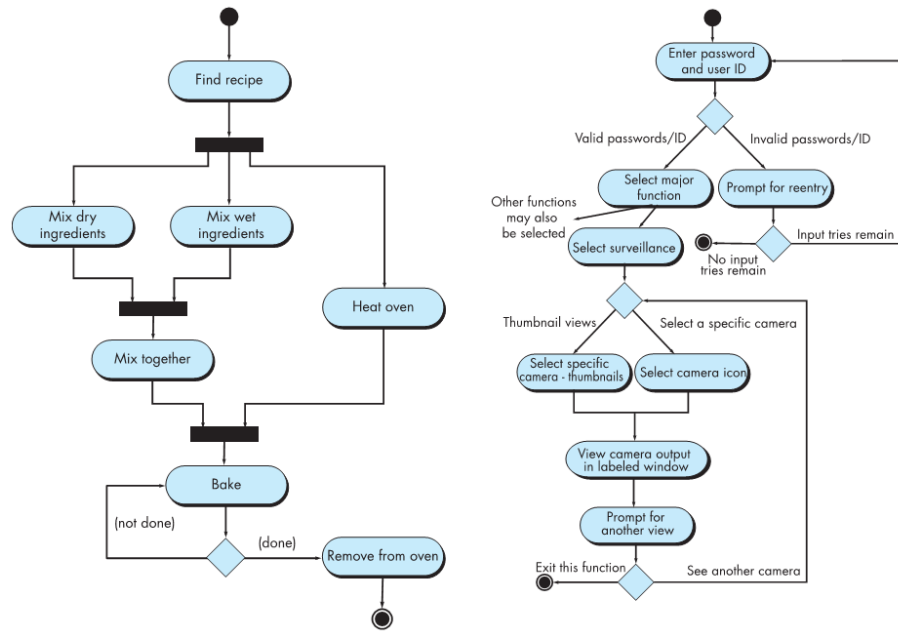 Find recipe
Mix dry
ingredients
Mix wet
ingredients
Heat oven
Mix together
Bake
(not done)
(done)
Remove from oven
Enter password
and user ID
Valid passwords/ID
Invalid passwords/ID
Select major
function
Prompt for reentry
Other functions
may also
be selected
Select surveillance
Input tries remain
No input
tries remain
Thumbnail views
Select a specific camera
Select specific
camera - thumbnails
Select camera icon
View camera output
in labeled window
Prompt for
another view
Exit this function
See another camera